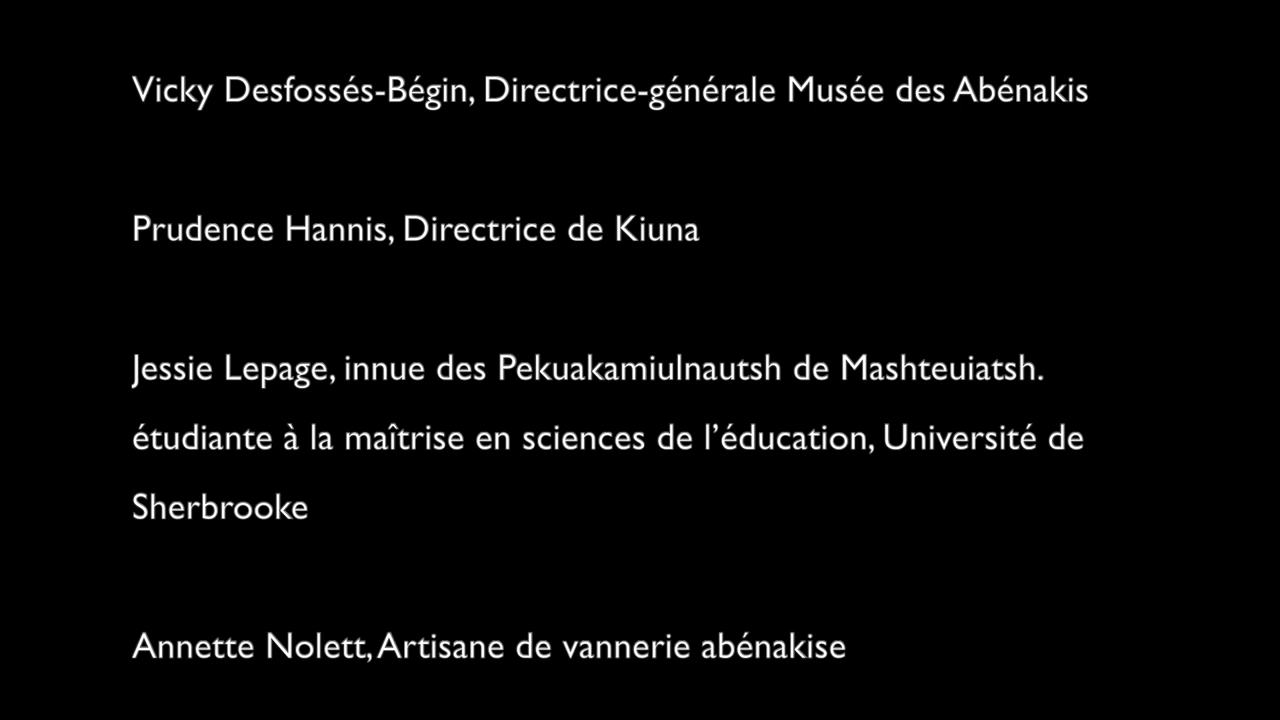 Vicky Desfossés-Bégin, Directrice-générale Musée des Abénakis
Prudence Hannis, Directrice de Kiuna
Jessie Lepage, innue des Pekuakamiulnautsh de Mashteuiatsh.
étudiante à la maîtrise en sciences de l’éducation, Université de
Sherbrooke
Annette Nolett, Artisane de vannerie abénakise